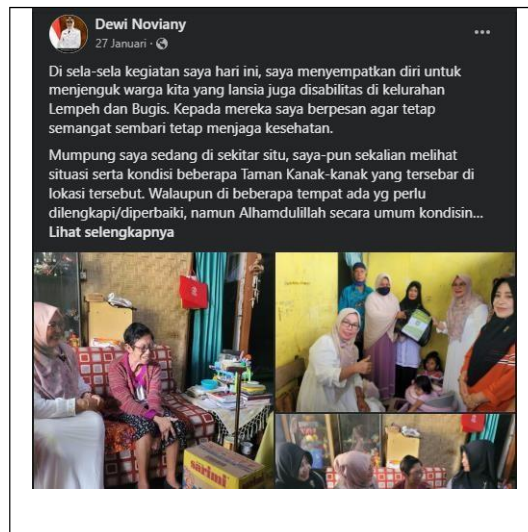 Dewi Noviany
27 Januari ·
Di sela-sela kegiatan saya hari ini, saya menyempatkan diri untuk
menjenguk warga kita yang lansia juga disabilitas di kelurahan
Lempeh dan Bugis. Kepada mereka saya berpesan agar tetap
semangat sembari tetap menjaga kesehatan.
Mumpung saya sedang di sekitar situ, saya-pun sekalian melihat
situasi serta kondisi beberapa Taman Kanak-kanak yang tersebar di
lokasi tersebut. Walaupun di beberapa tempat ada yg perlu
dilengkapi/diperbaiki, namun Alhamdulillah secara umum kondisin...
Lihat selengkapnya
sarimi